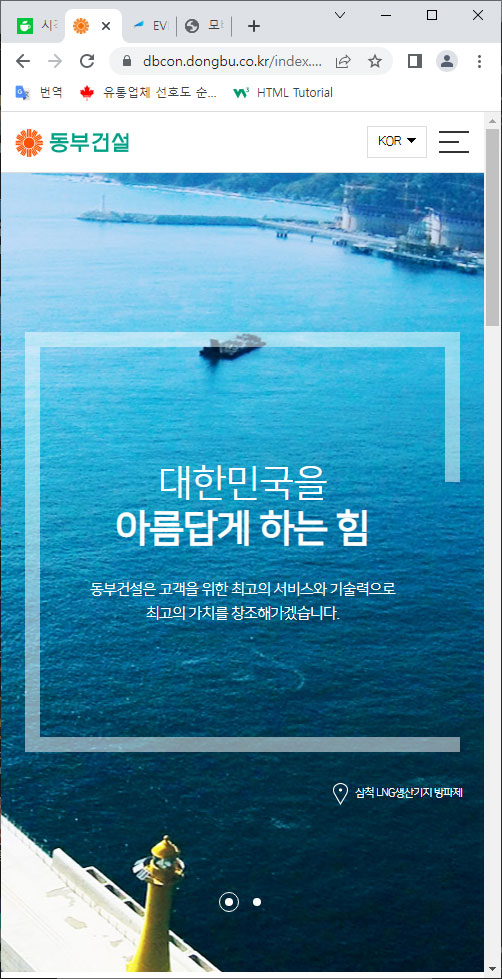 EV
dbcon.dongbu.co.kr/index....
번역
유통업체 선호도 순...
HTML Tutorial
동부건설
KOR
대한민국을
아름답게 하는 힘
동부건설은 고객을 위한 최고의 서비스와 기술력으로
최고의 가치를 창조해가겠습니다.
삼척 LNG생산기지 방파제